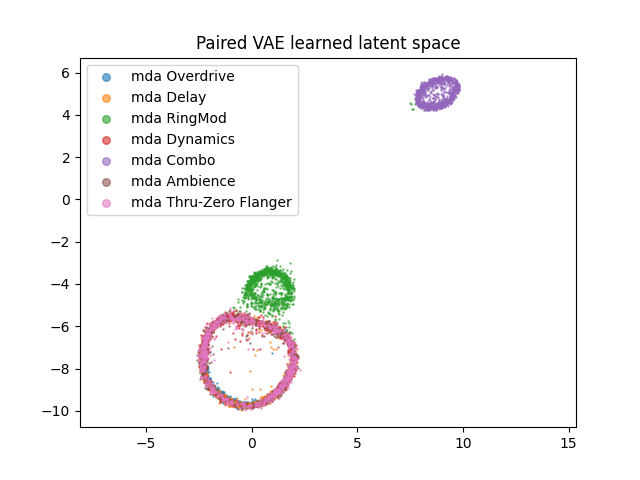 Paired VAE learned latent space
mda Overdrive
mda Delay
mda RingMod
mda Dynamics
mda Combo
mda Ambience
mda Thru-Zero Flanger
6
4
2
0
−2
−4
−6
−8
−10
−5
0
5
10
15